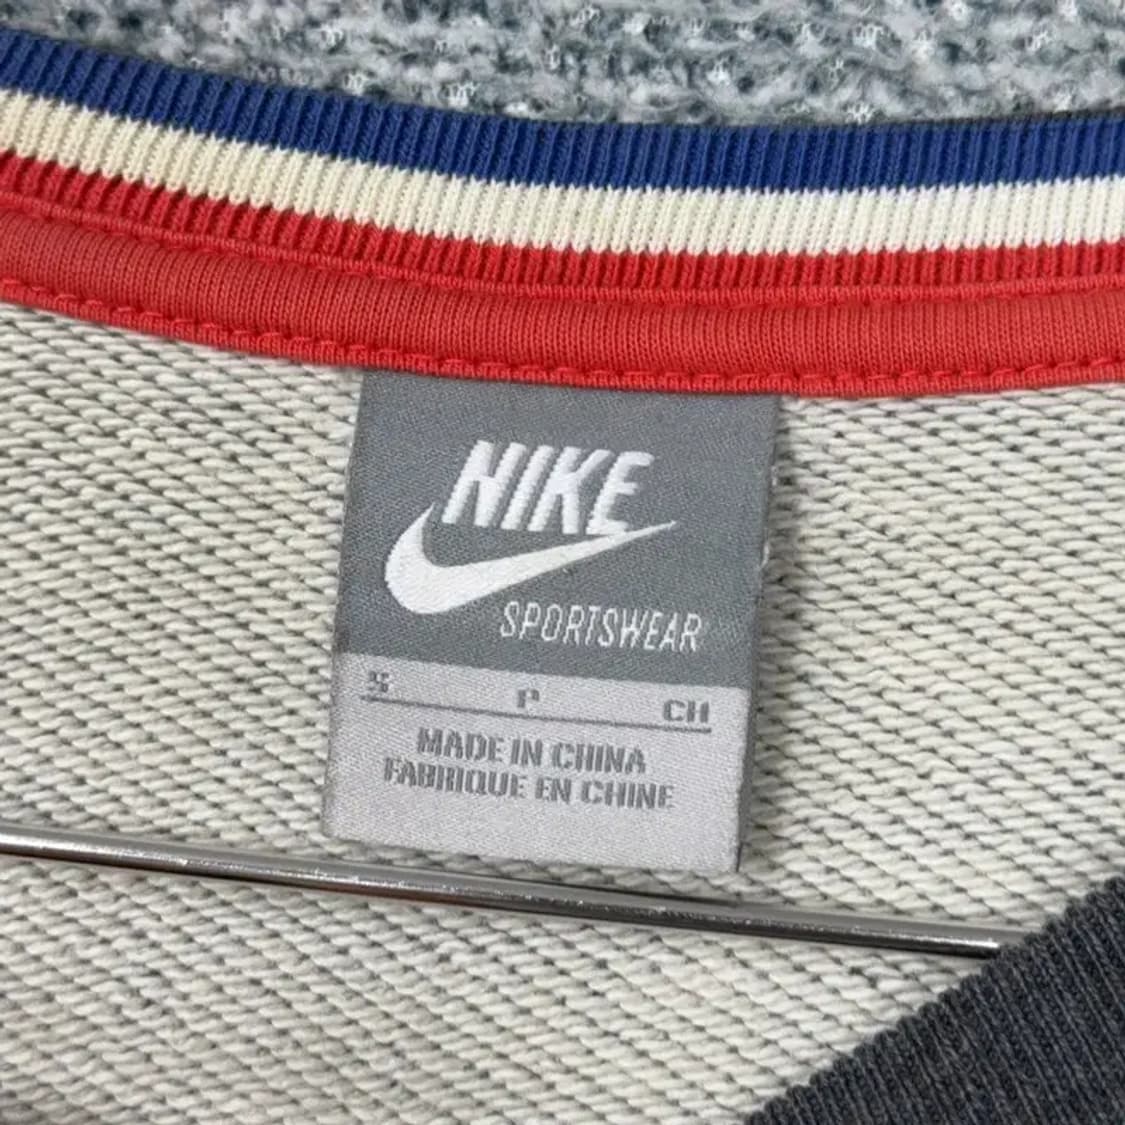 NIKE
SPORTSWEAR
S P CH
MADE IN CHINA
FABRIQUE EN CHINE